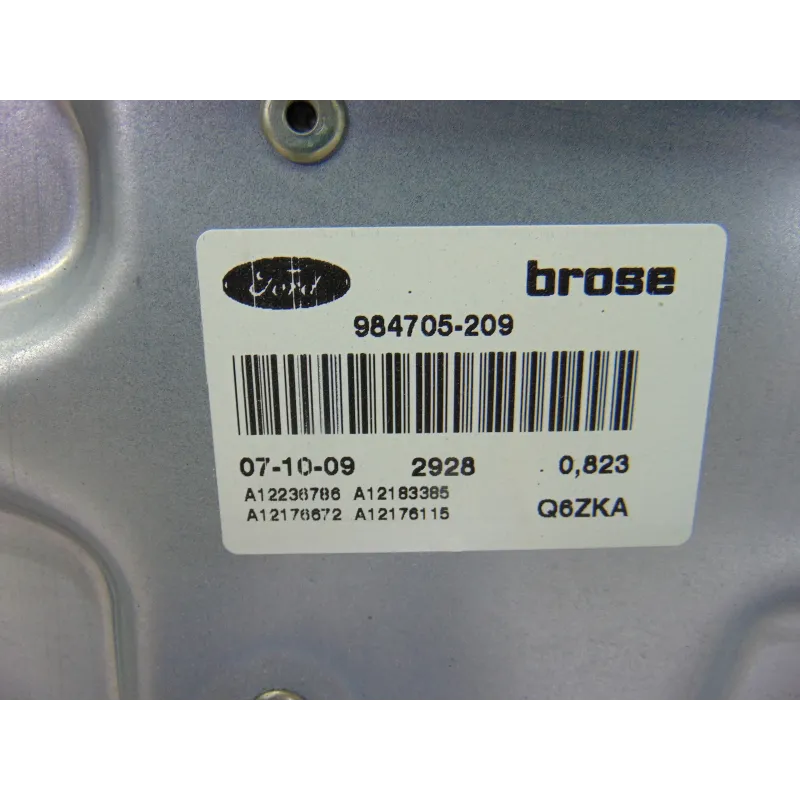 Ford brose
984705-209
07-10-09 2928 0,823
A12236786 A12183385
A12176672 A12176115 Q6ZKA